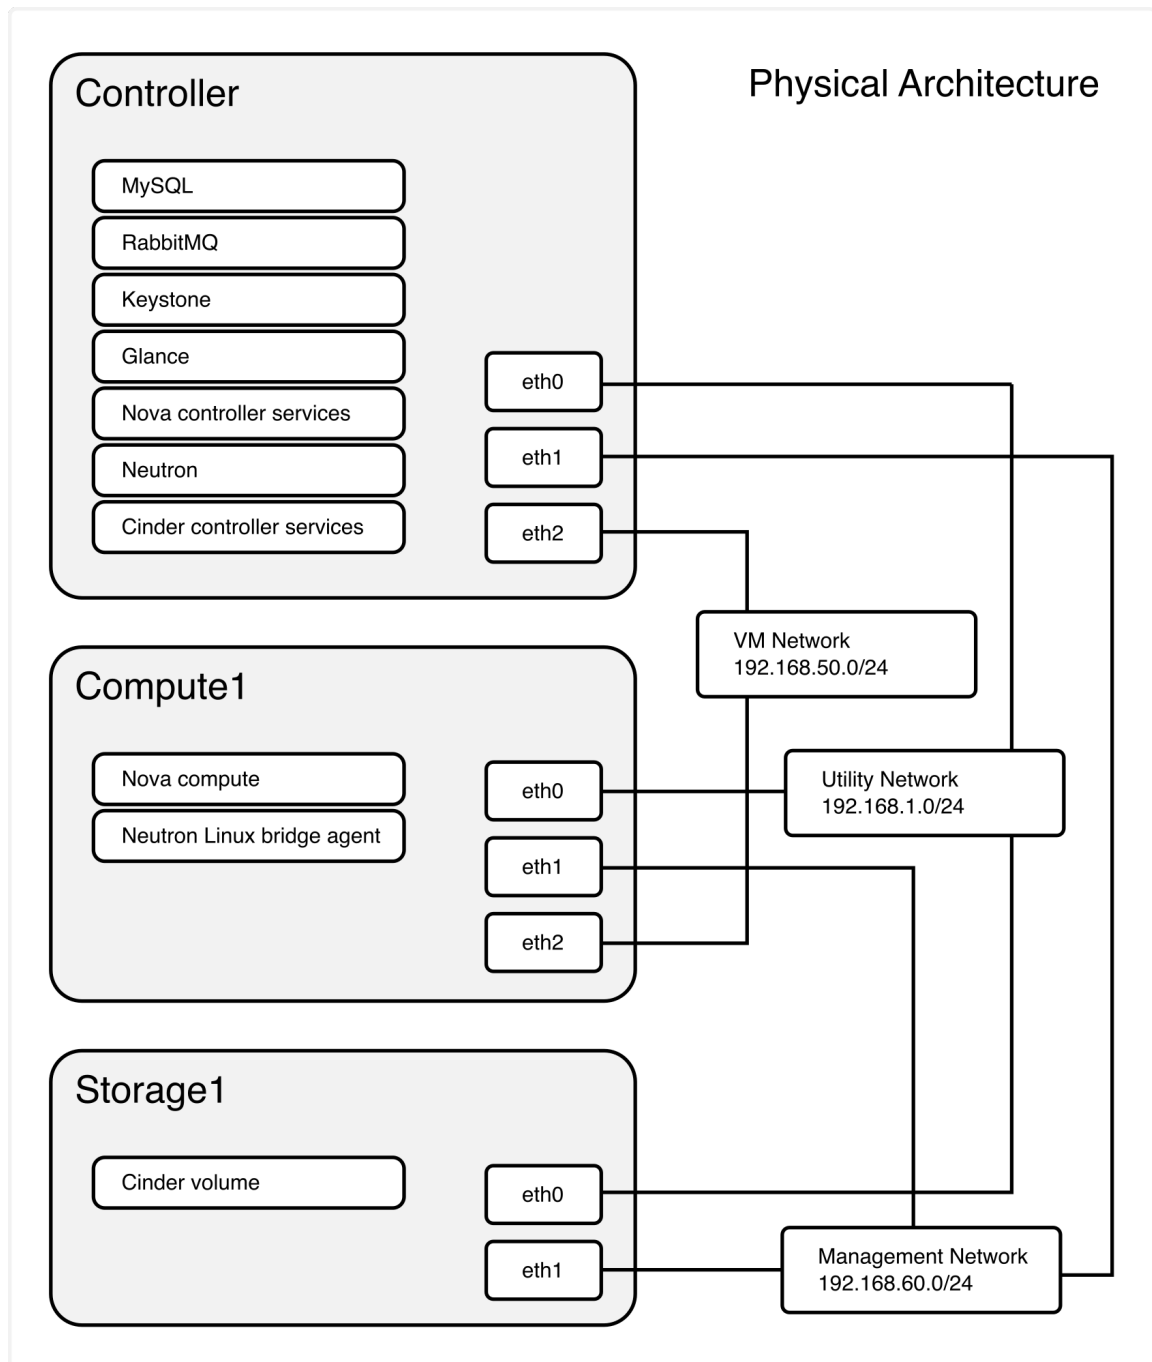 Physical Architecture
Controller
MySQL
RabbitMQ
Keystone
Glance
Nova controller services
Neutron
Cinder controller services
eth0
eth1
eth2
VM Network
192.168.50.0/24
Compute1
Nova compute
Neutron Linux bridge agent
eth0
eth1
eth2
Utility Network
192.168.1.0/24
Storage1
Cinder volume
eth0
eth1
Management Network
192.168.60.0/24